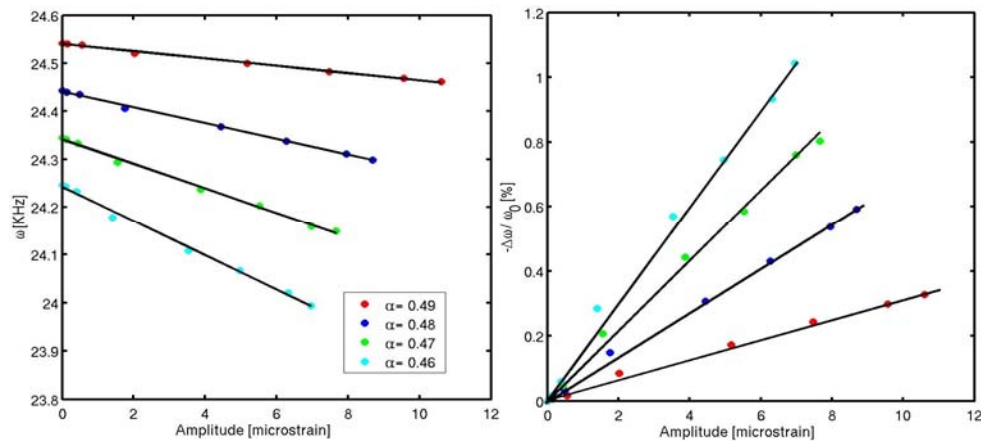 24.6
24.5
24.4
24.3
24.2
24.1
24
23.9
23.8
ω [KHz]
0 2 4 6 8 10 12
Amplitude [microstrain]
α= 0.49
α= 0.48
α= 0.47
α= 0.46
1
0.8
0.6
0.4
0.2
0
-Δω/ ω0 [%]
0 2 4 6 8 10 12
Amplitude [microstrain]